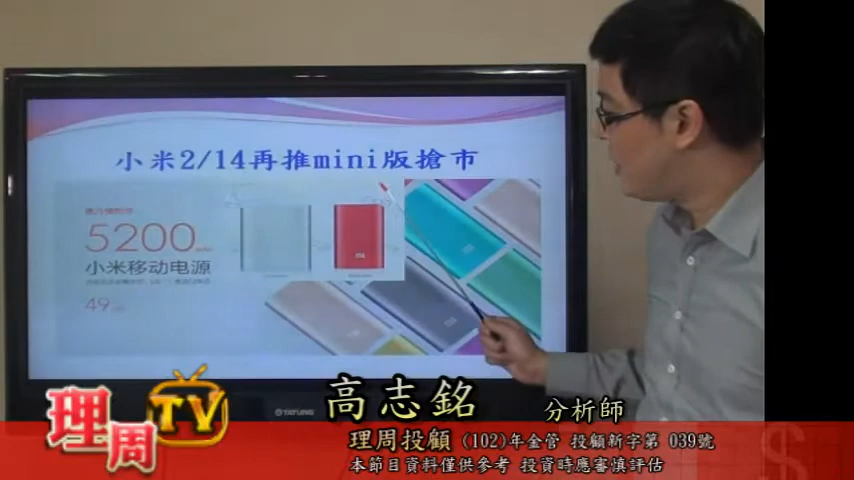 小米2/14再推mini版搶市
5200
小米移动电源
49
TATUNG
理周TV
高志銘 分析師
理周投顧 (102)年金管 投顧新字第 039號
本節目資料僅供參考 投資時應審慎評估